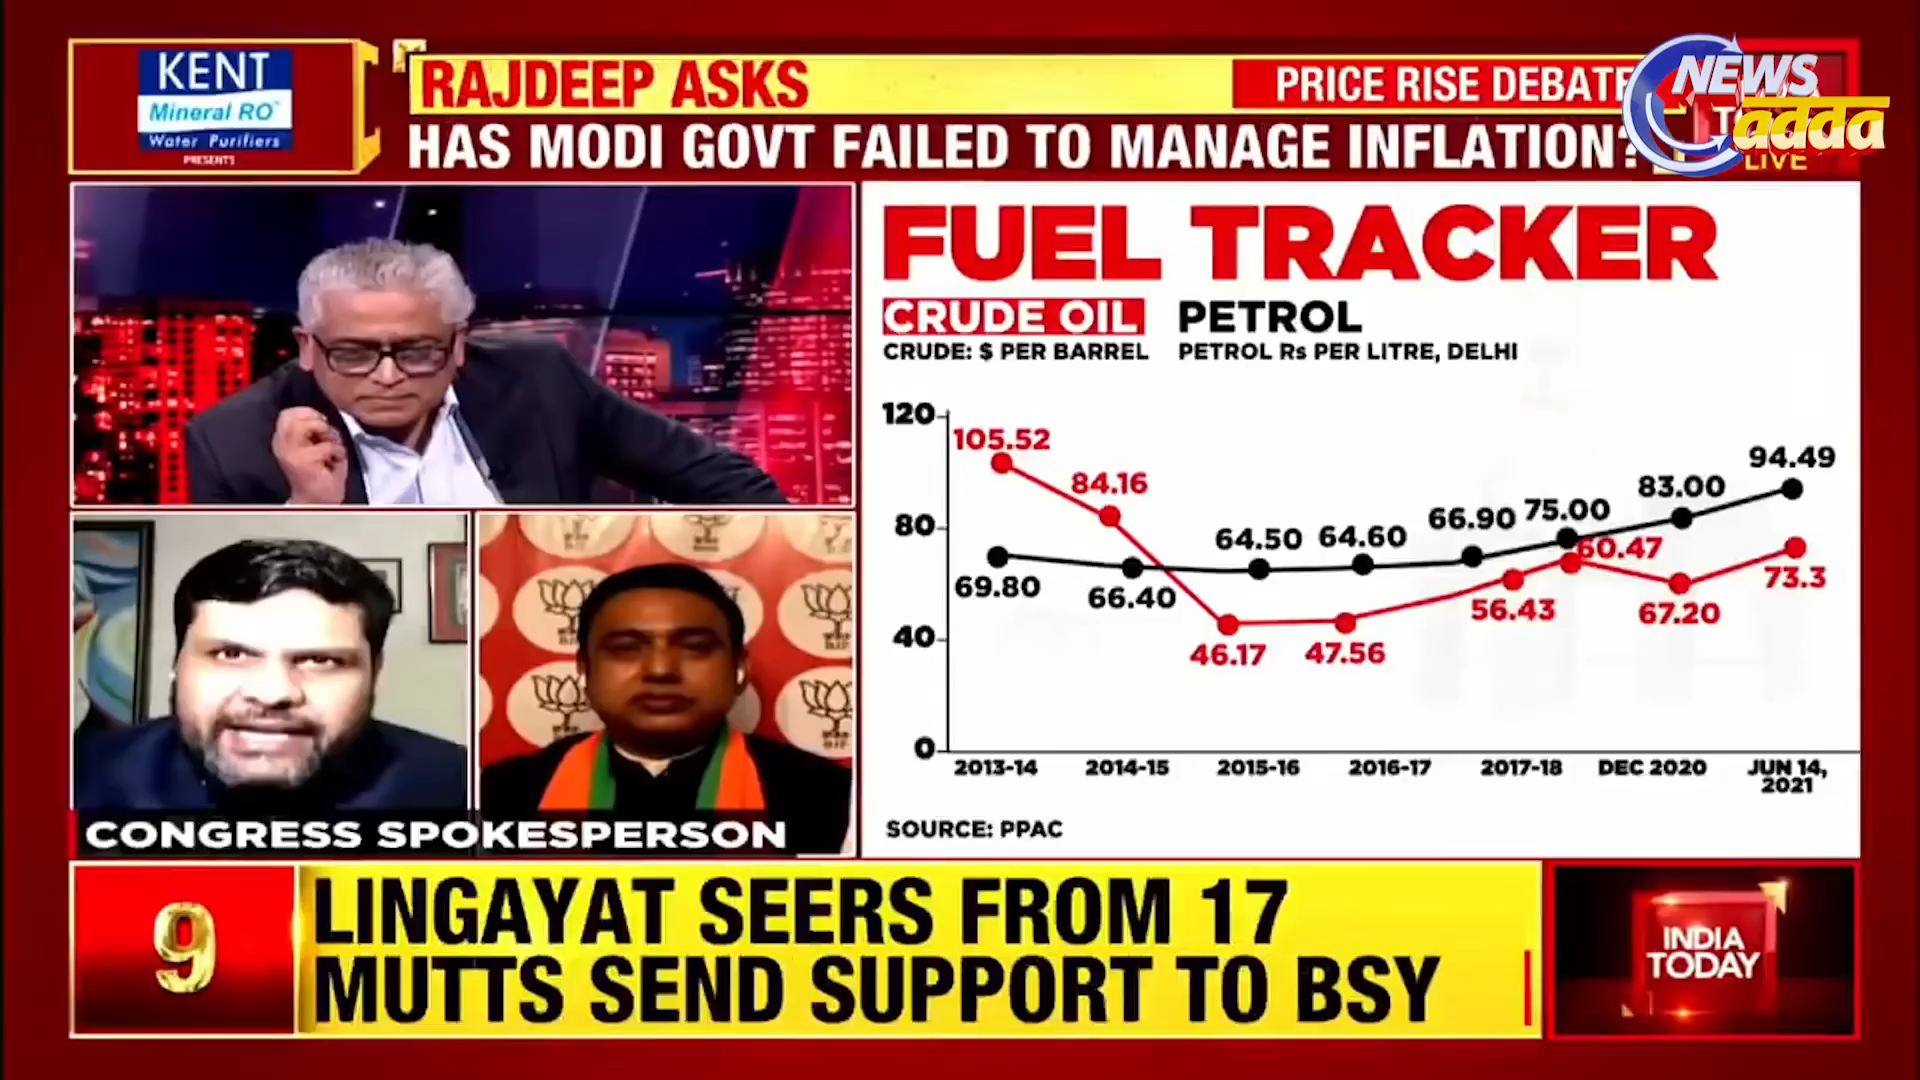 KENT
Mineral RO
Water Purifiers
PRESENTS
RAJDEEP ASKS
PRICE RISE DEBATE
HAS MODI GOVT FAILED TO MANAGE INFLATION?
NEWS
adda
LIVE
FUEL TRACKER
CRUDE OIL PETROL
CRUDE: $ PER BARREL PETROL Rs PER LITRE, DELHI
120
80
40
0
105.52
84.16
46.17
47.56
56.43
60.47
67.20
73.3
69.80
66.40
64.50
64.60
66.90
75.00
83.00
94.49
2013-14
2014-15
2015-16
2016-17
2017-18
DEC 2020
JUN 14,
2021
SOURCE: PPAC
CONGRESS SPOKESPERSON
9
LINGAYAT SEERS FROM 17
MUTTS SEND SUPPORT TO BSY
INDIA
TODAY